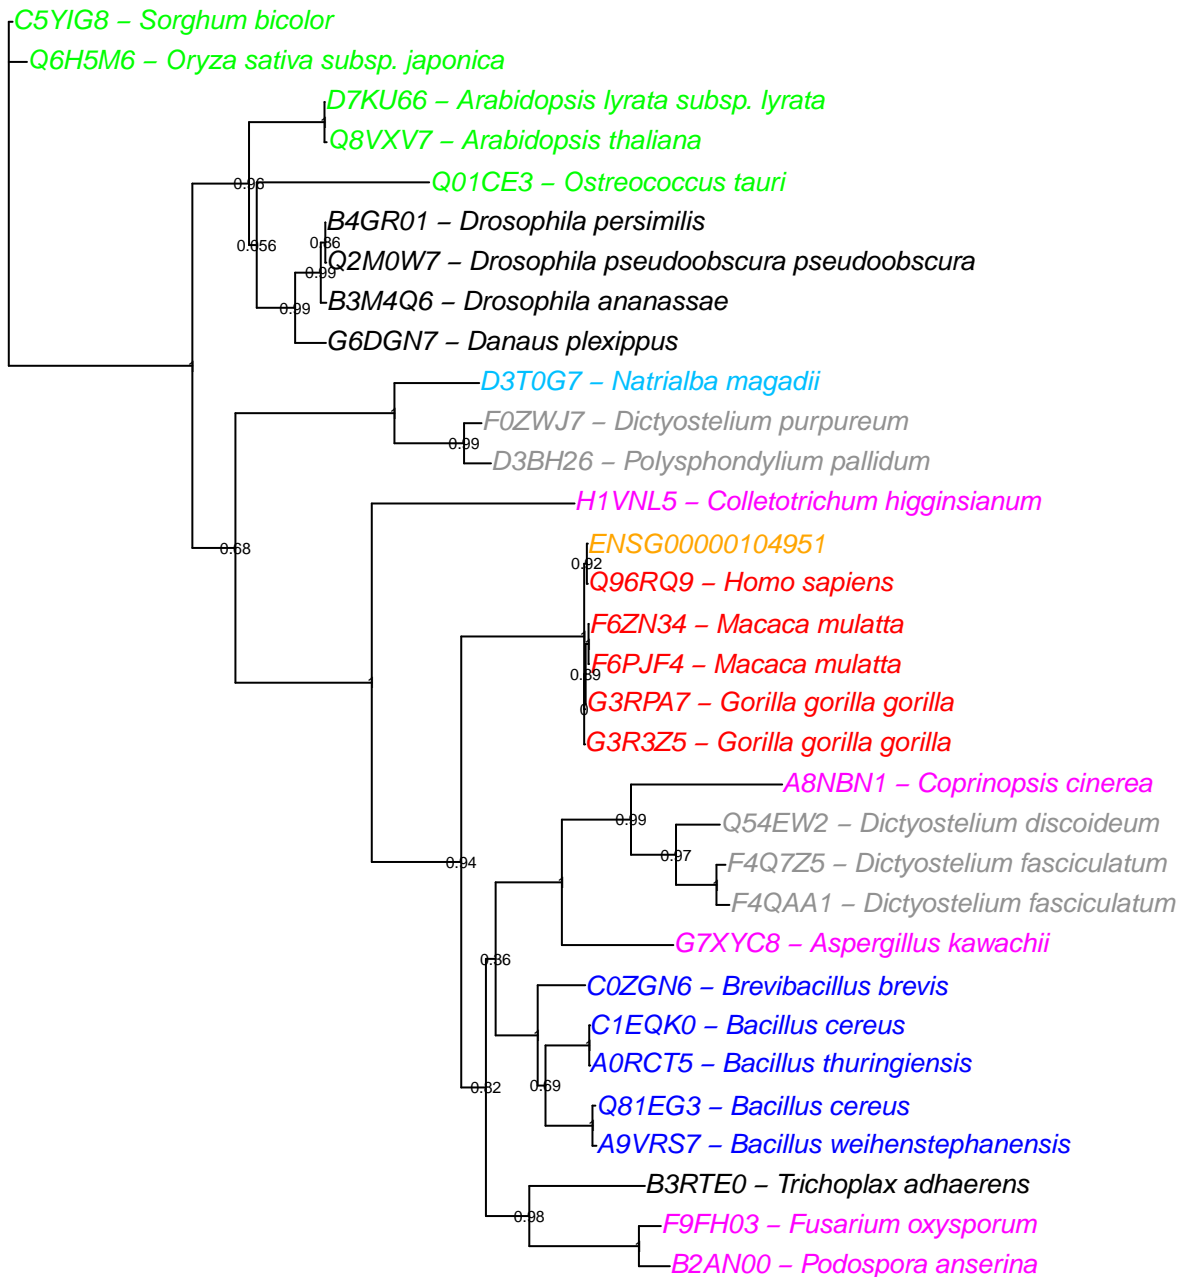 C5YIG8 – Sorghum bicolor
Q6H5M6 – Oryza sativa subsp. japonica
D7KU66 – Arabidopsis lyrata subsp. lyrata
Q8VXV7 – Arabidopsis thaliana
0.96
Q01CE3 – Ostreococcus tauri
B4GR01 – Drosophila persimilis
0.86
0.056
Q2M0W7 – Drosophila pseudoobscura pseudoobscura
0.99
B3M4Q6 – Drosophila ananassae
0.99
G6DGN7 – Danaus plexippus
D3T0G7 – Natrialba magadii
F0ZWJ7 – Dictyostelium purpureum
0.99
D3BH26 – Polysphondylium pallidum
H1VNL5 – Colletotrichum higginsianum
ENSG00000104951
0.68
0.92
Q96RQ9 – Homo sapiens
F6ZN34 – Macaca mulatta
F6PJF4 – Macaca mulatta
0.89
G3RPA7 – Gorilla gorilla gorilla
0
G3R3Z5 – Gorilla gorilla gorilla
A8NBN1 – Coprinopsis cinerea
0.99
Q54EW2 – Dictyostelium discoideum
0.97
0.94
F4Q7Z5 – Dictyostelium fasciculatum
F4QAA1 – Dictyostelium fasciculatum
G7XYC8 – Aspergillus kawachii
0.86
C0ZGN6 – Brevibacillus brevis
C1EQK0 – Bacillus cereus
A0RCT5 – Bacillus thuringiensis
0.82
0.69
Q81EG3 – Bacillus cereus
A9VRS7 – Bacillus weihenstephanensis
B3RTE0 – Trichoplax adhaerens
0.98
F9FH03 – Fusarium oxysporum
B2AN00 – Podospora anserina